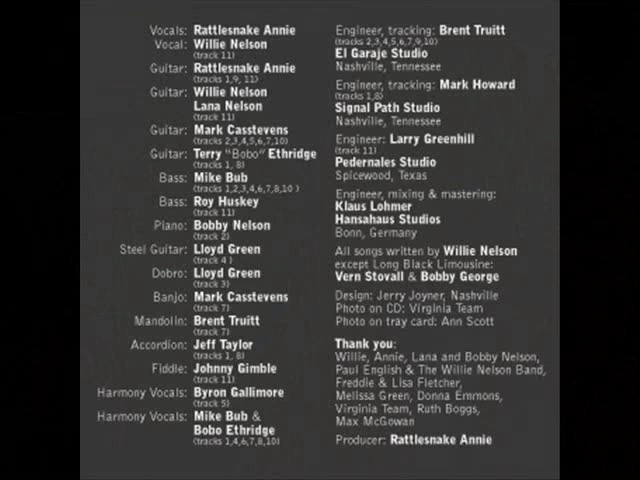 Vocals: Rattlesnake Annie
Vocal: Willie Nelson
(track 11)
Guitar: Rattlesnake Annie
(tracks 1,9, 11)
Guitar: Willie Nelson
Lana Nelson
(track 11)
Guitar: Mark Casstevens
(tracks 2,3,4,5,6,7,10)
Guitar: Terry "Bobo" Ethridge
(tracks 1, 8)
Bass: Mike Bub
(tracks 1,2,3,4,6,7,8,10 )
Bass: Roy Huskey
(track 11)
Piano: Bobby Nelson
(track 2)
Steel Guitar: Lloyd Green
(track 4 )
Dobro: Lloyd Green
(track 3)
Banjo: Mark Casstevens
(track 7)
Mandolin: Brent Truitt
(track 7)
Accordion: Jeff Taylor
(tracks 1, 8)
Fiddle: Johnny Gimble
(track 11)
Harmony Vocals: Byron Gallimore
(track 5)
Harmony Vocals: Mike Bub &
Bobo Ethridge
(tracks 1,4,6,7,8,10)
Engineer, tracking: Brent Truitt
(tracks 2,3,4,5,6,7,9,10)
El Garaje Studio
Nashville, Tennessee
Engineer, tracking: Mark Howard
(tracks 1,8)
Signal Path Studio
Nashville, Tennessee
Engineer: Larry Greenhill
(track 11)
Pedernales Studio
Spicewood, Texas
Engineer, mixing & mastering:
Klaus Lohmer
Hansahaus Studios
Bonn, Germany
All songs written by Willie Nelson
except Long Black Limousine:
Vern Stovall & Bobby George
Design: Jerry Joyner, Nashville
Photo on CD: Virginia Team
Photo on tray card: Ann Scott
Thank you:
Willie, Annie, Lana and Bobby Nelson,
Paul English & The Willie Nelson Band,
Freddie & Lisa Fletcher,
Melissa Green, Donna Emmons,
Virginia Team, Ruth Boggs,
Max McGowan
Producer: Rattlesnake Annie